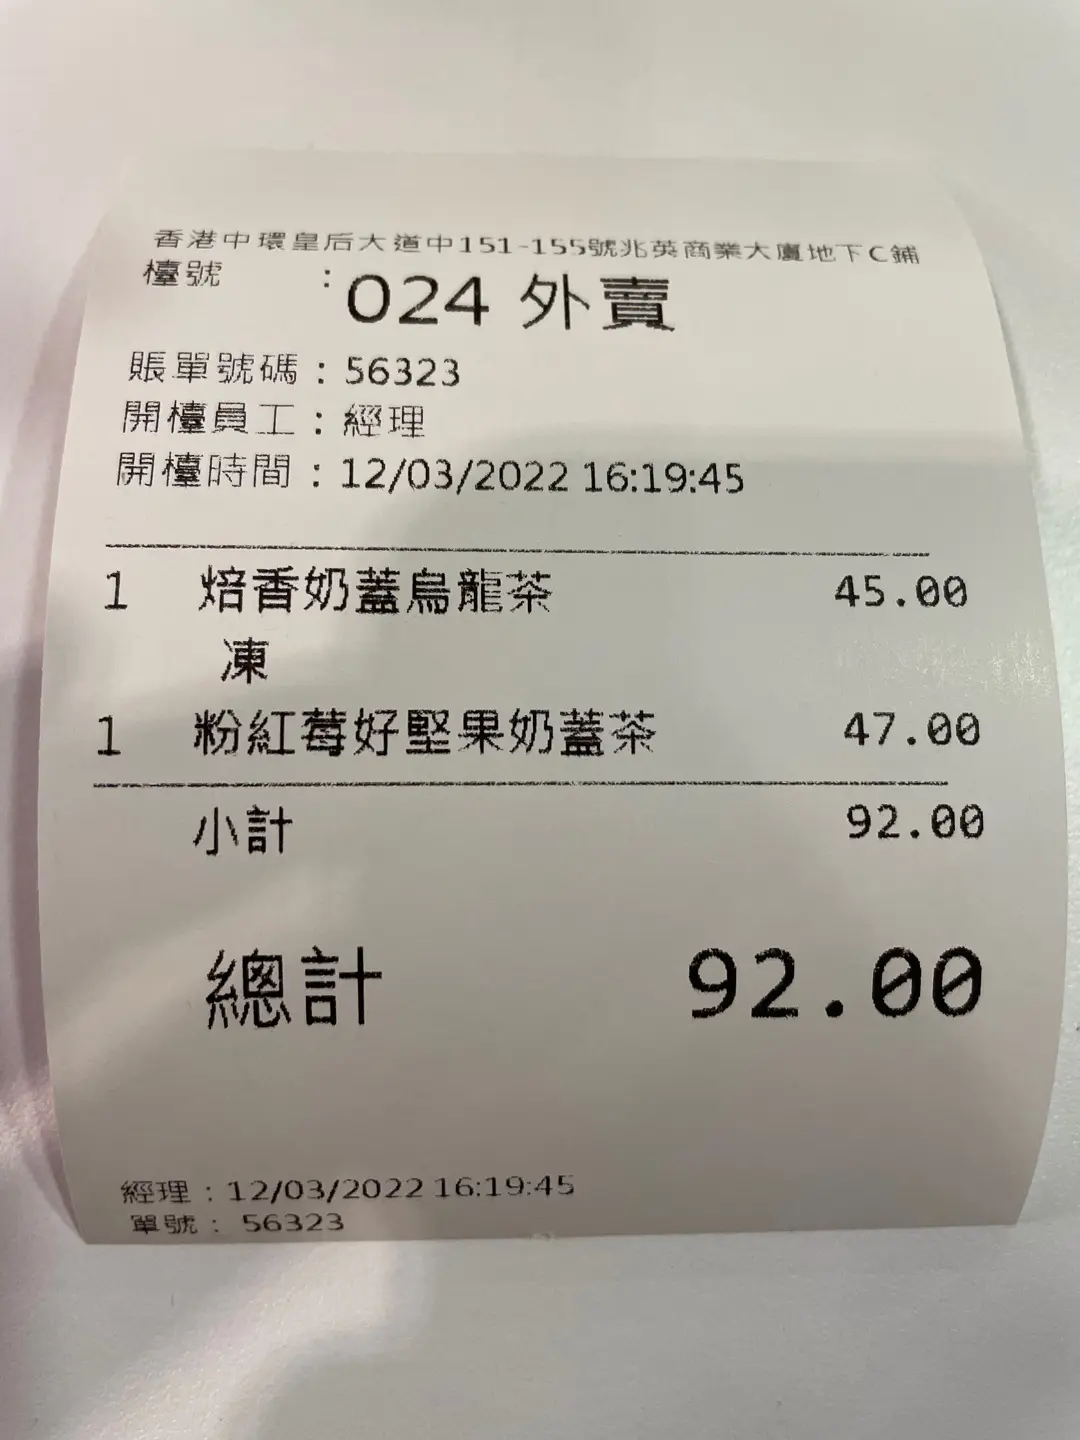 香港中環皇后大道中151-155號兆英商業大廈地下C鋪
檯號 : 024 外賣
賬單號碼 : 56323
開檯員工 : 經理
開檯時間 : 12/03/2022 16:19:45
1 焙香奶蓋烏龍茶 45.00
凍
1 粉紅莓好堅果奶蓋茶 47.00
小計 92.00
總計 92.00
經理 : 12/03/2022 16:19:45
單號 : 56323